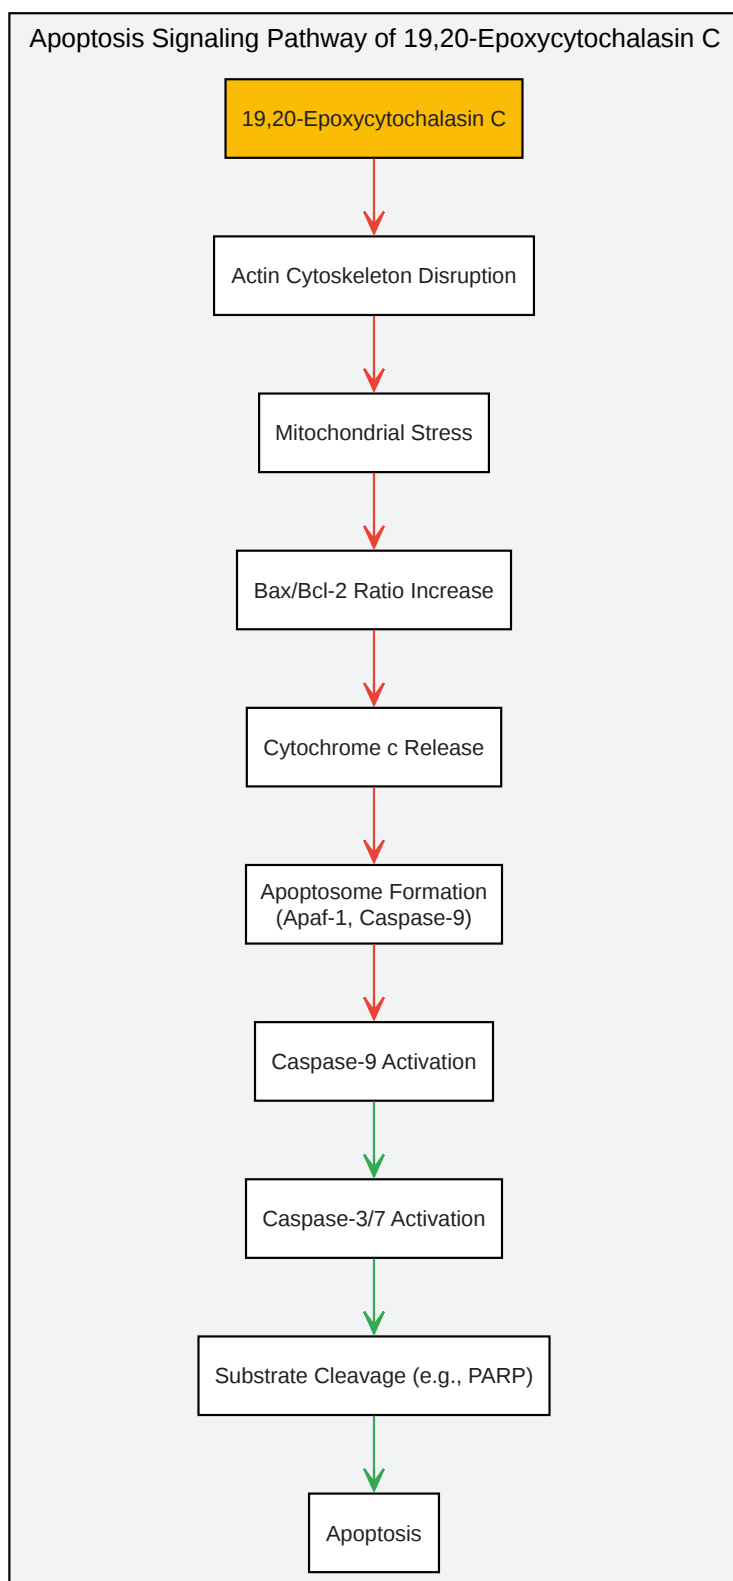 Apoptosis Signaling Pathway of 19,20-Epoxycytochalasin C
19,20-Epoxycytochalasin C
Actin Cytoskeleton Disruption
Mitochondrial Stress
Bax/Bcl-2 Ratio Increase
Cytochrome c Release
Apoptosome Formation
(Apaf-1, Caspase-9)
Caspase-9 Activation
Caspase-3/7 Activation
Substrate Cleavage (e.g., PARP)
Apoptosis